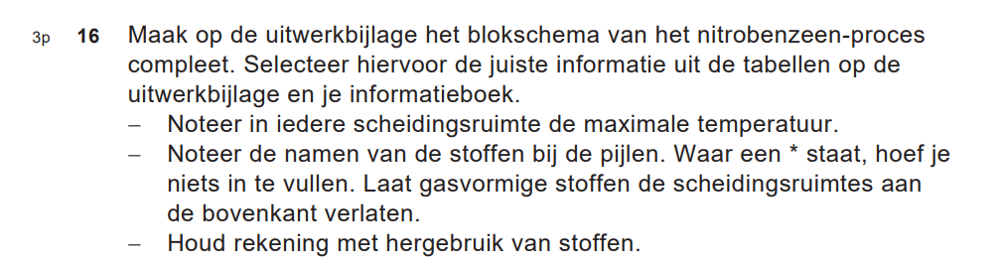 3p 16 Maak op de uitwerkbijlage het blokschema van het nitrobenzeen-proces
compleet. Selecteer hiervoor de juiste informatie uit de tabellen op de
uitwerkbijlage en je informatieboek.
– Noteer in iedere scheidingsruimte de maximale temperatuur.
– Noteer de namen van de stoffen bij de pijlen. Waar een * staat, hoef je
niets in te vullen. Laat gasvormige stoffen de scheidingsruimtes aan
de bovenkant verlaten.
– Houd rekening met hergebruik van stoffen.